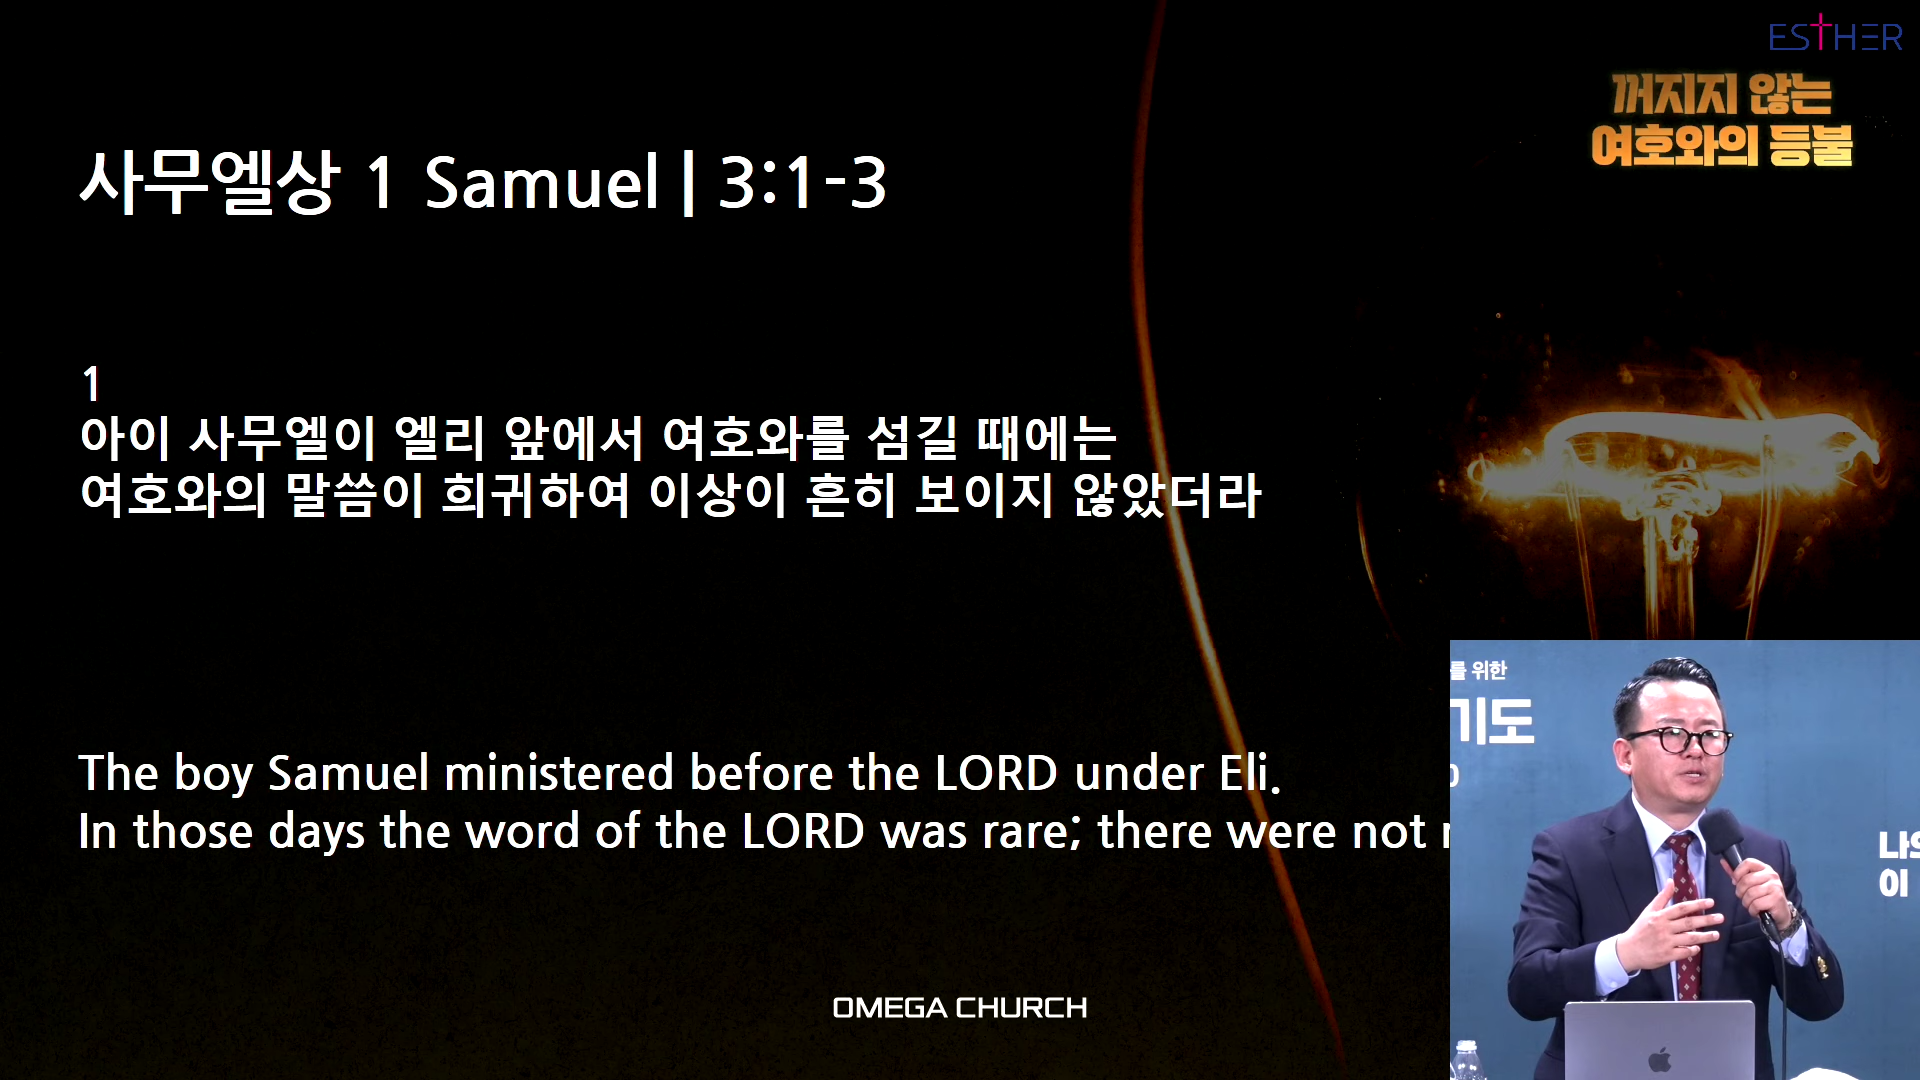 ESTHER
꺼지지 않는
여호와의 등불
사무엘상 1 Samuel | 3:1-3
1
아이 사무엘이 엘리 앞에서 여호와를 섬길 때에는
여호와의 말씀이 희귀하여 이상이 흔히 보이지 않았더라
The boy Samuel ministered before the LORD under Eli.
In those days the word of the LORD was rare; there were not
OMEGA CHURCH
를 위한
기도
나의
이